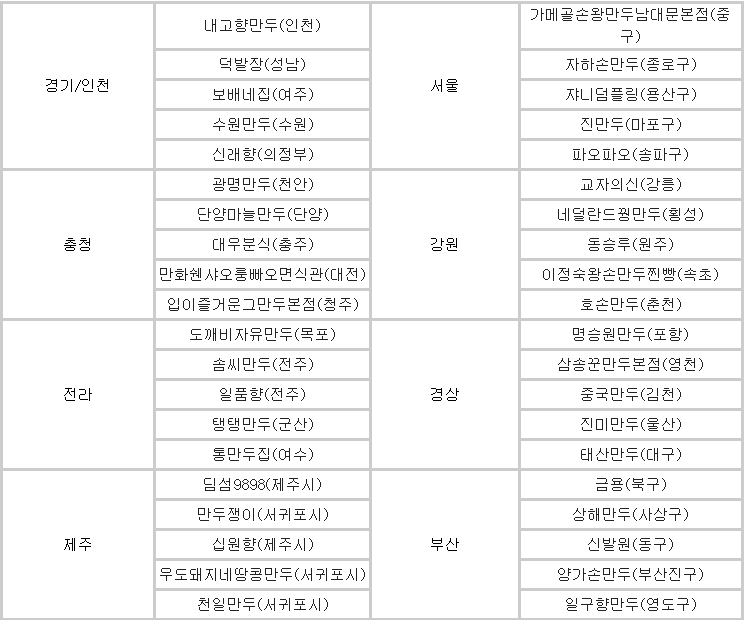 경기/인천
내고향만두(인천)
덕발장(성남)
보배네집(여주)
수원만두(수원)
신래향(의정부)
서울
가메골손왕만두남대문본점(중
구)
자하손만두(종로구)
쟈니덤플링(용산구)
진만두(마포구)
파오파오(송파구)
충청
광명만두(천안)
단양마늘만두(단양)
대우분식(충주)
만화쉔샤오룽빠오면식관(대전)
입이즐거운그만두본점(청주)
강원
교자의신(강릉)
네덜란드꿩만두(횡성)
동승루(원주)
이정숙왕손만두찐빵(속초)
호손만두(춘천)
전라
도깨비자유만두(목포)
솜씨만두(전주)
일품향(전주)
탱탱만두(군산)
통만두집(여수)
경상
명승원만두(포항)
삼송꾼만두본점(영천)
중국만두(김천)
진미만두(울산)
태산만두(대구)
제주
딤섬9898(제주시)
만두쟁이(서귀포시)
십원향(제주시)
우도돼지네땅콩만두(서귀포시)
천일만두(서귀포시)
부산
금용(북구)
상해만두(사상구)
신발원(동구)
양가손만두(부산진구)
일구향만두(영도구)